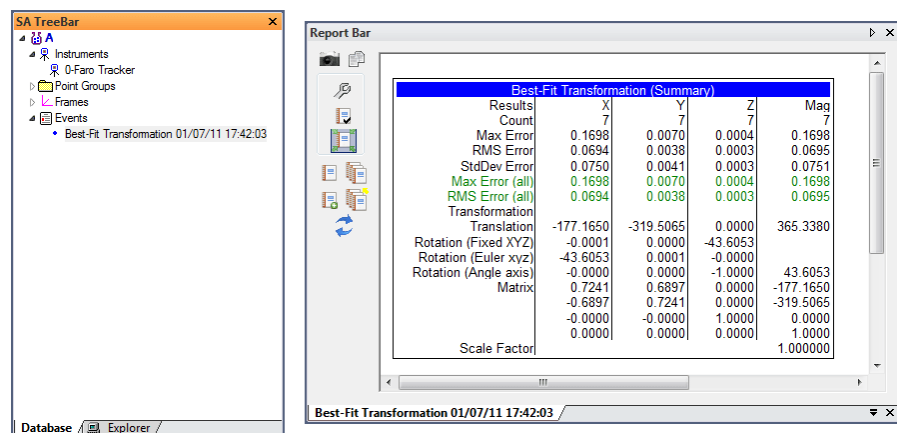 SA TreeBar
A
Instruments
0-Faro Tracker
Point Groups
Frames
Events
Best-Fit Transformation 01/07/11 17:42:03
Database Explorer
Report Bar
Best-Fit Transformation (Summary)
Results X Y Z Mag
Count 7 7 7 7
Max Error 0.1698 0.0070 0.0004 0.1698
RMS Error 0.0694 0.0038 0.0003 0.0695
StdDev Error 0.0750 0.0041 0.0003 0.0751
Max Error (all) 0.1698 0.0070 0.0004 0.1698
RMS Error (all) 0.0694 0.0038 0.0003 0.0695
Transformation
Translation -177.1650 -319.5065 0.0000 365.3380
Rotation (Fixed XYZ) -0.0001 0.0000 -43.6053
Rotation (Euler xyz) -43.6053 0.0001 -0.0000
Rotation (Angle axis) -0.0000 0.0000 -1.0000 43.6053
Matrix 0.7241 0.6897 0.0000 -177.1650
-0.6897 0.7241 0.0000 -319.5065
-0.0000 -0.0000 1.0000 0.0000
0.0000 0.0000 0.0000 1.0000
Scale Factor 1.000000
Best-Fit Transformation 01/07/11 17:42:03